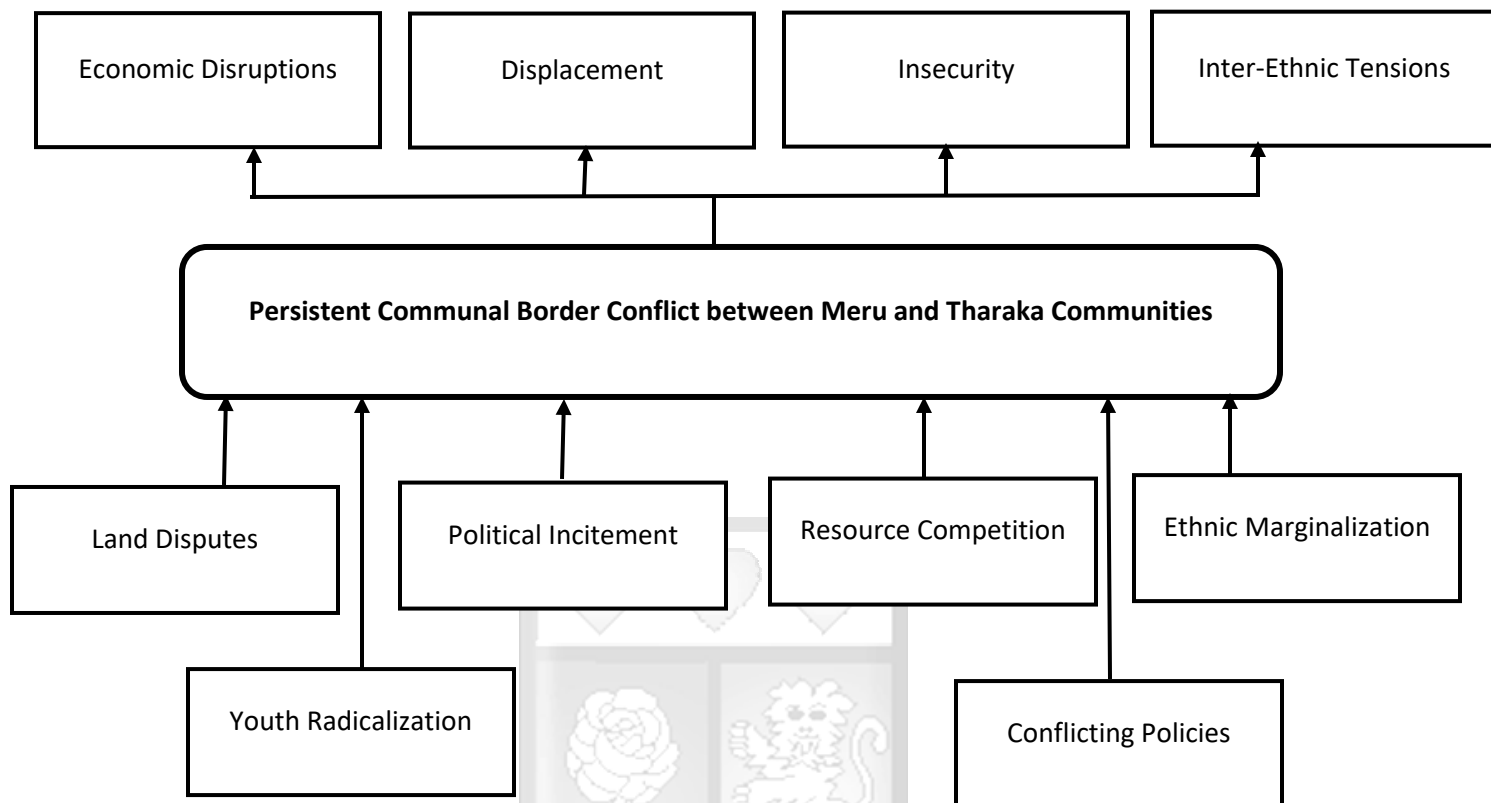 Economic Disruptions
Displacement
Insecurity
Inter-Ethnic Tensions
Persistent Communal Border Conflict between Meru and Tharaka Communities
Land Disputes
Political Incitement
Resource Competition
Ethnic Marginalization
Youth Radicalization
Conflicting Policies